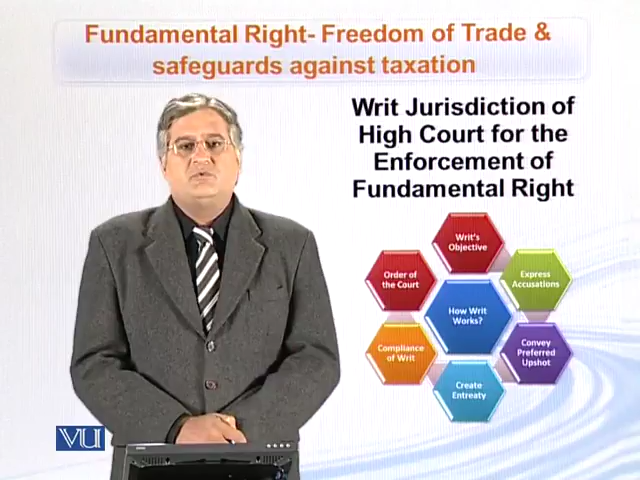 Fundamental Right- Freedom of Trade &
safeguards against taxation
Writ Jurisdiction of
High Court for the
Enforcement of
Fundamental Right
Writ's
Objective
Express
Accusations
Convey
Preferred
Upshot
Create
Entreaty
Compliance
of Writ
Order of
the Court
How Writ
Works?
VU